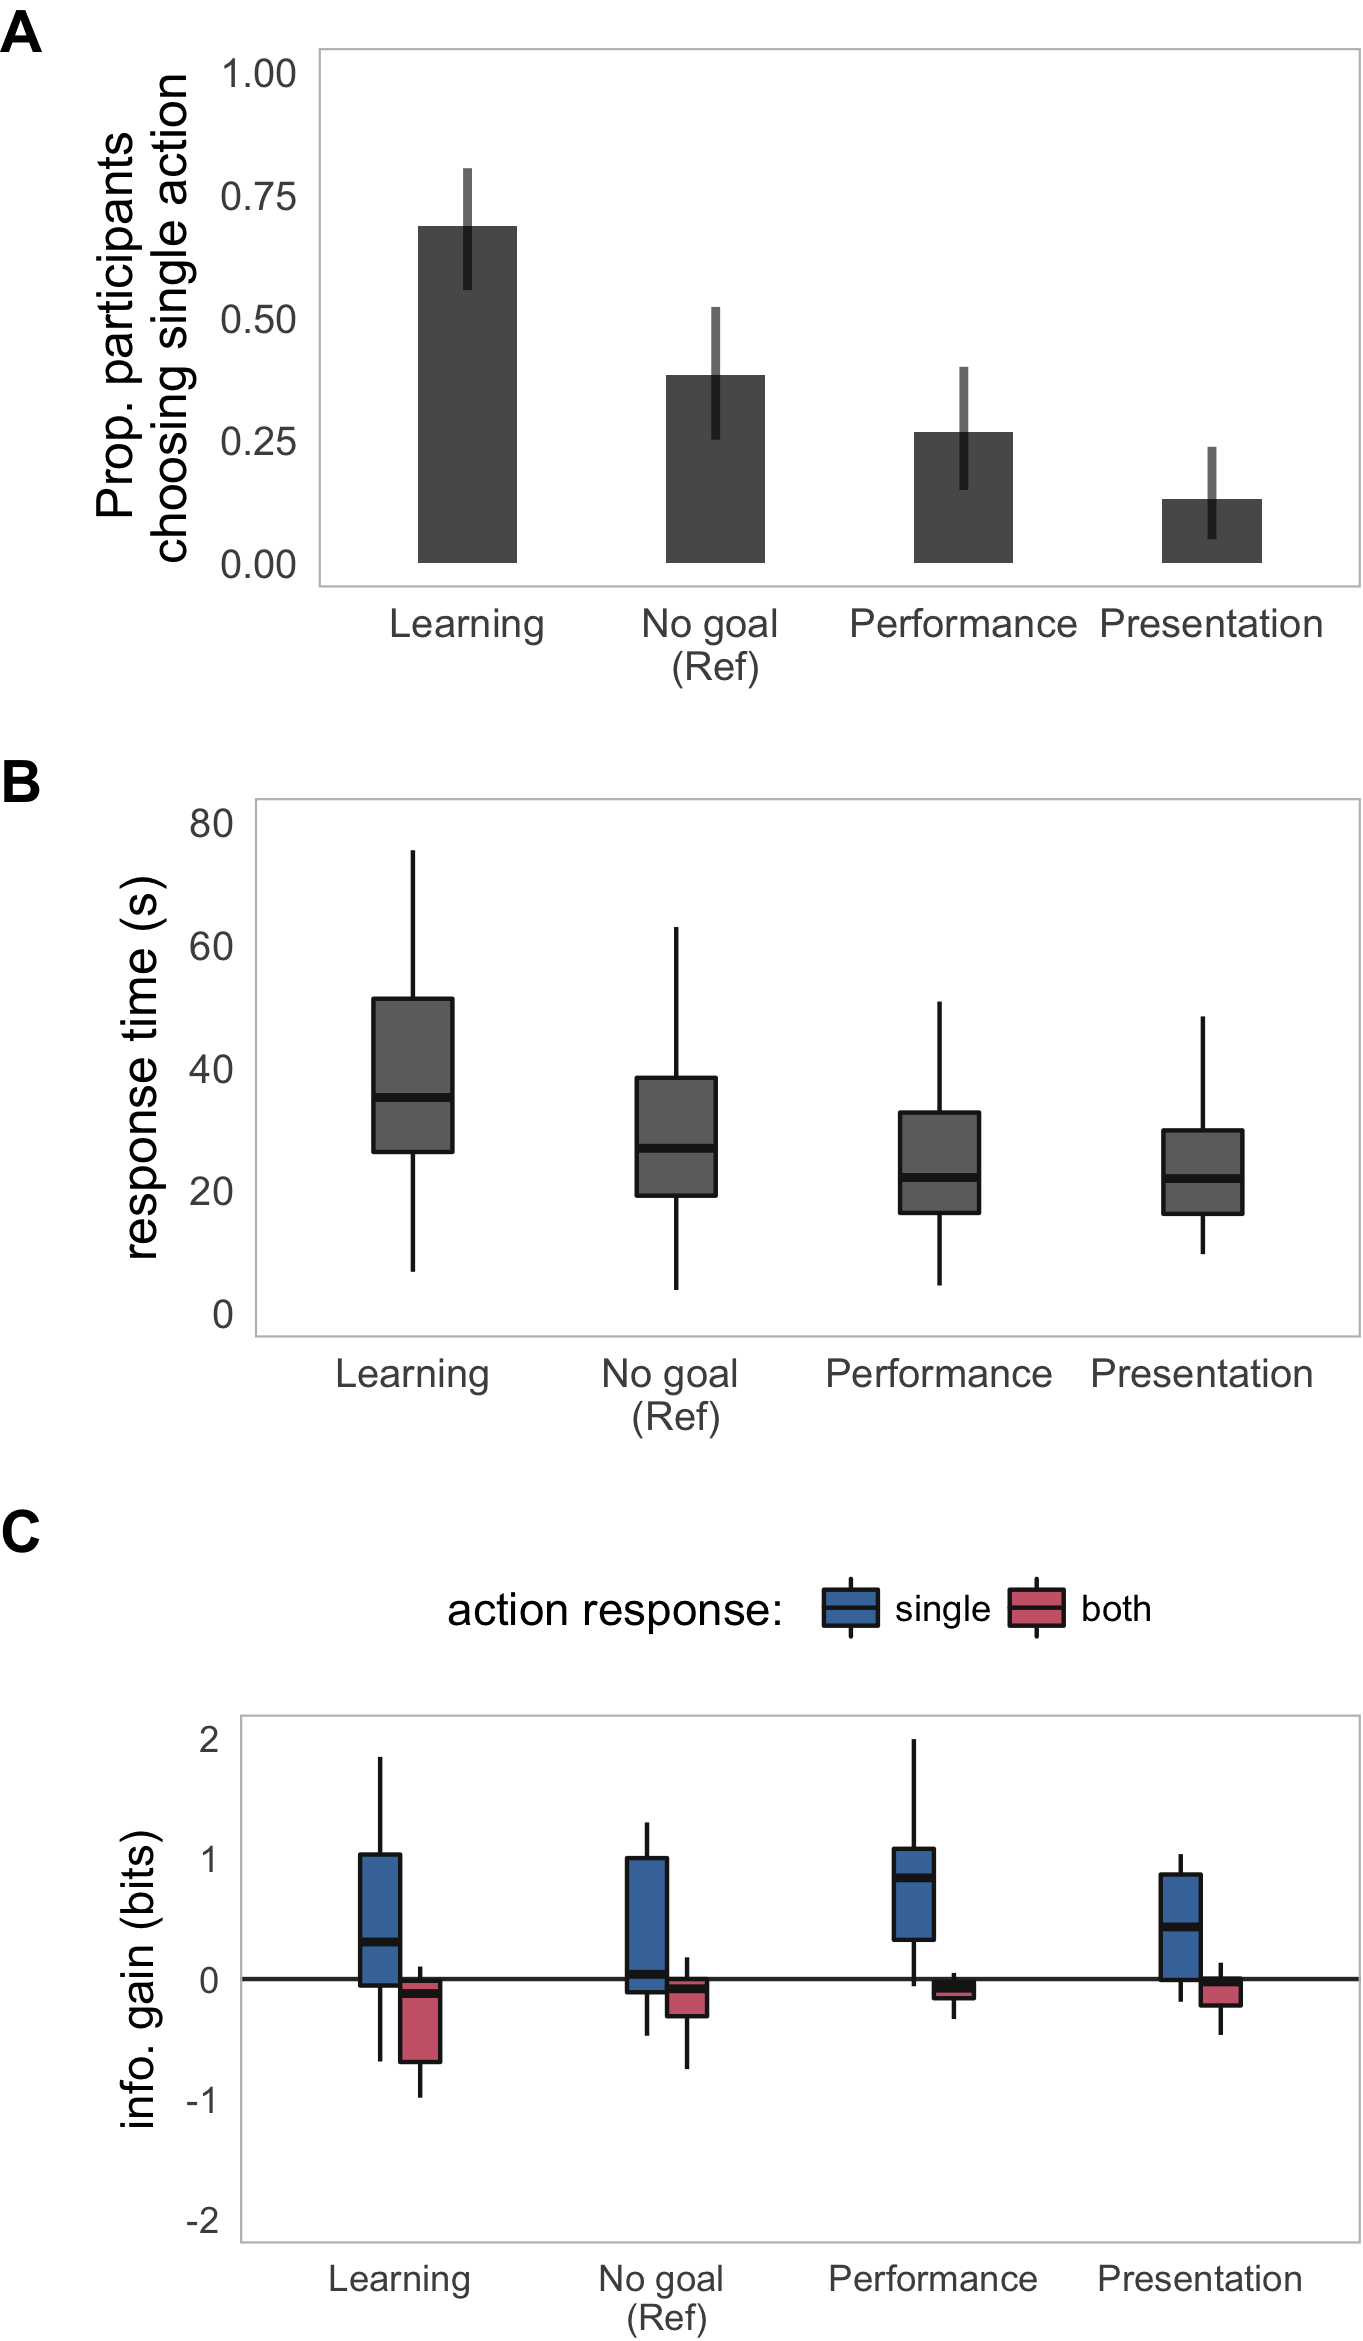 A
Prop. participants
choosing single action
1.00
0.75
0.50
0.25
0.00
Learning
No goal
(Ref)
Performance
Presentation
B
response time (s)
80
60
40
20
0
Learning
No goal
(Ref)
Performance
Presentation
C
action response: single both
info. gain (bits)
2
1
0
-1
-2
Learning
No goal
(Ref)
Performance
Presentation